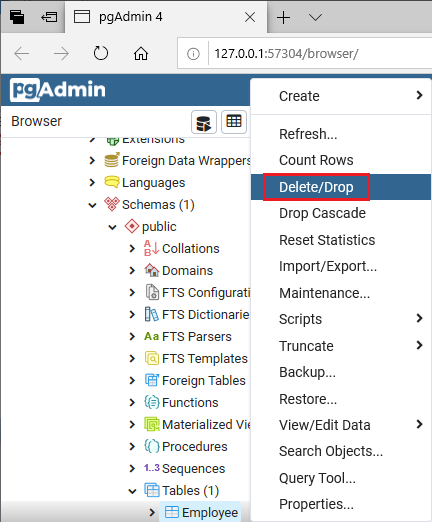 pgAdmin 4
127.0.0.1:57304/browser/
pgAdmin
Browser
Extensions
Foreign Data Wrappers
Languages
Schemas (1)
public
A
B
Collations
Domains
FTS Configurati
FTS Dictionarie
Aa FTS Parsers
FTS Templates
Foreign Tables
Functions
Materialized Vie
Procedures
1..3 Sequences
Tables (1)
Employee
Create
Refresh...
Count Rows
Delete/Drop
Drop Cascade
Reset Statistics
Import/Export...
Maintenance...
Scripts
Truncate
Backup...
Restore...
View/Edit Data
Search Objects...
Query Tool...
Properties...